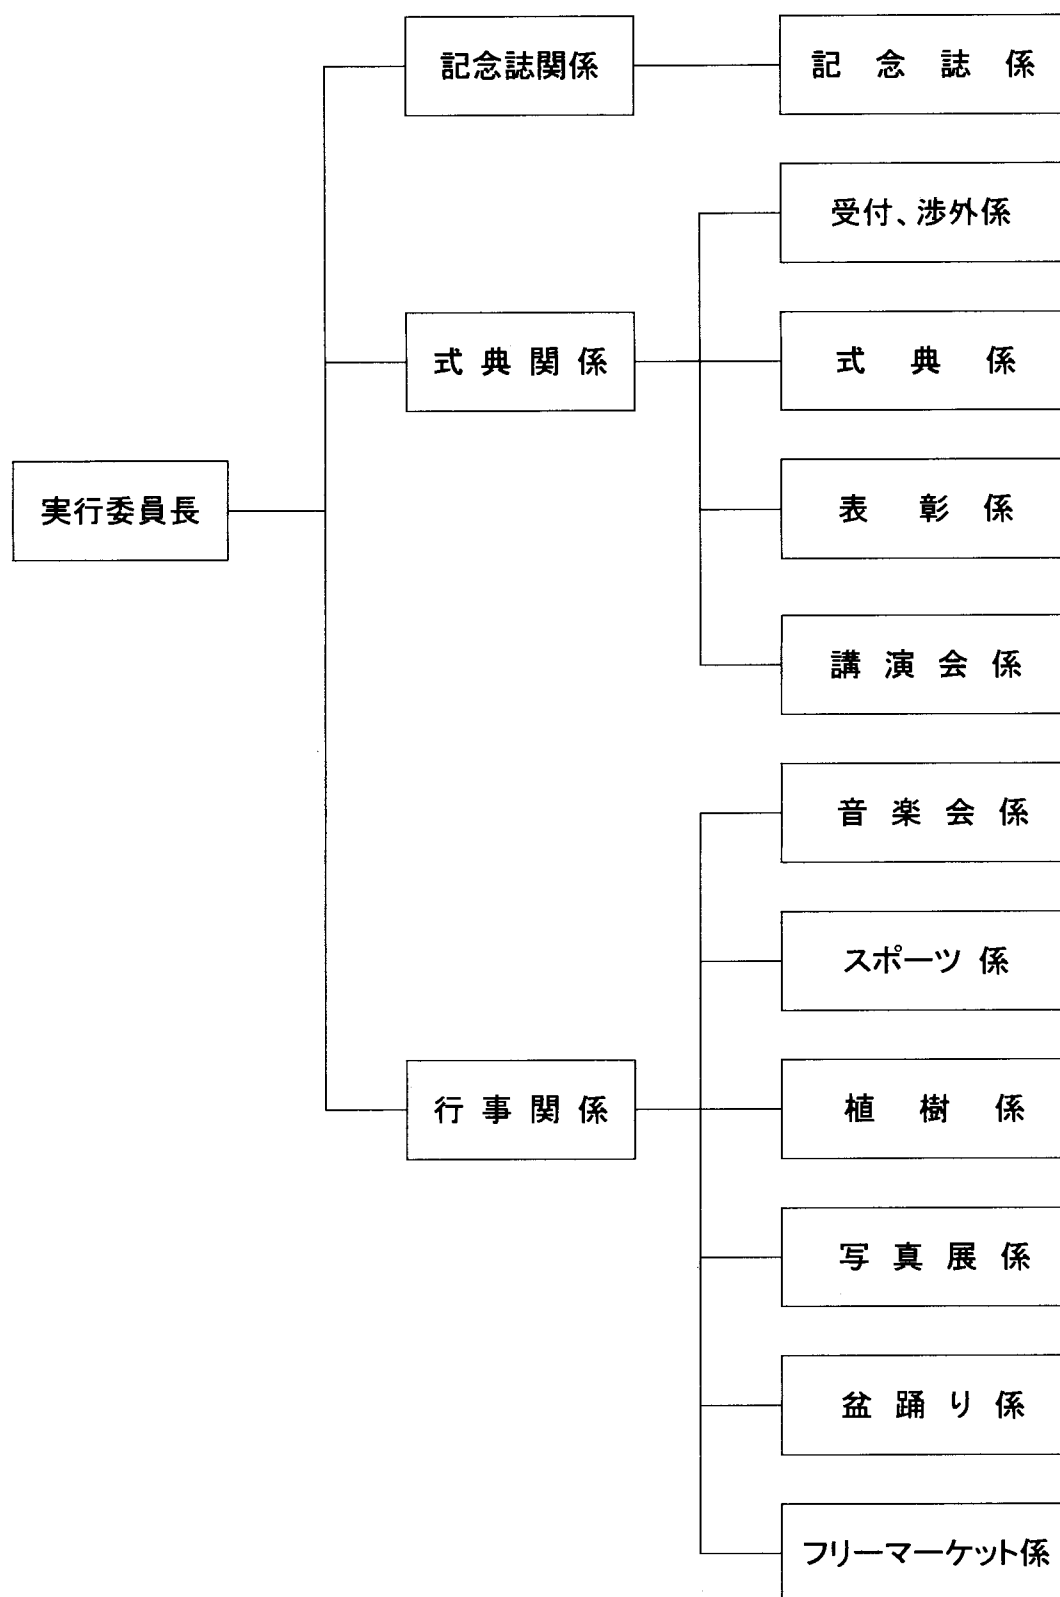 記念誌関係
記念誌係
受付、渉外係
式典関係
式典係
実行委員長
表彰係
講演会係
音楽会係
スポーツ係
行事関係
植樹係
写真展係
盆踊り係
フリーマーケット係